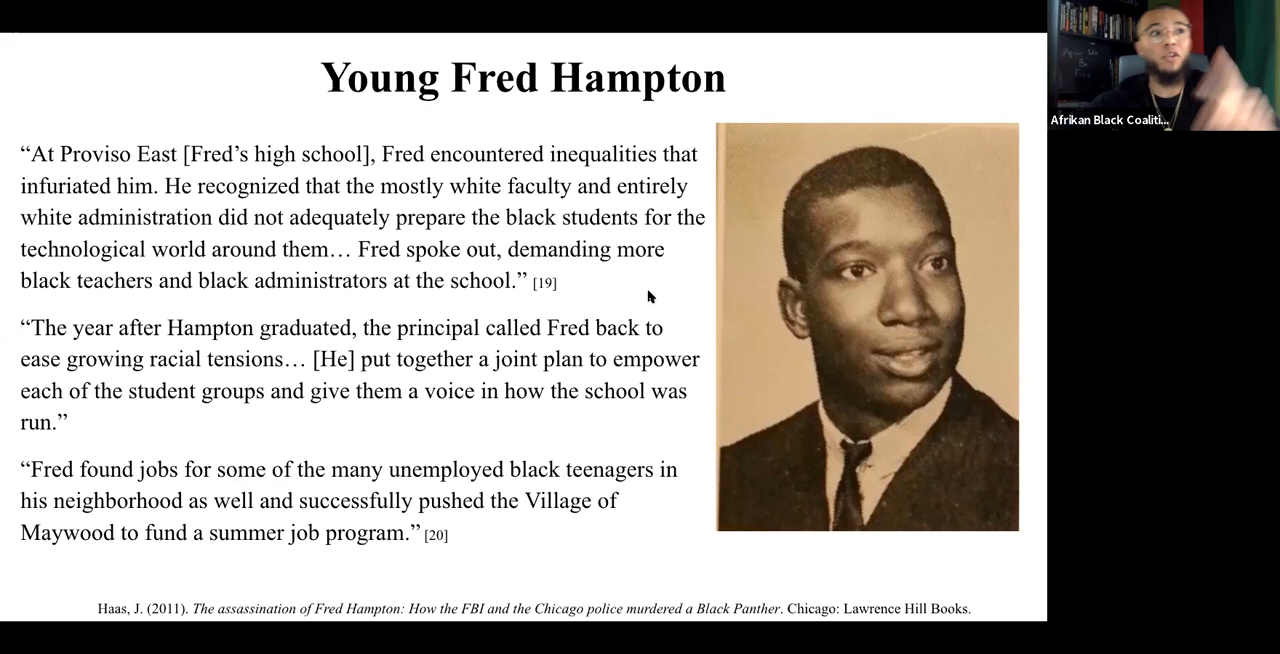 Young Fred Hampton
“At Proviso East [Fred’s high school], Fred encountered inequalities that
infuriated him. He recognized that the mostly white faculty and entirely
white administration did not adequately prepare the black students for the
technological world around them… Fred spoke out, demanding more
black teachers and black administrators at the school.” [19]
“The year after Hampton graduated, the principal called Fred back to
ease growing racial tensions… [He] put together a joint plan to empower
each of the student groups and give them a voice in how the school was
run.”
“Fred found jobs for some of the many unemployed black teenagers in
his neighborhood as well and successfully pushed the Village of
Maywood to fund a summer job program.” [20]
Haas, J. (2011). The assassination of Fred Hampton: How the FBI and the Chicago police murdered a Black Panther. Chicago: Lawrence Hill Books.
Afrikan Black Coaliti...